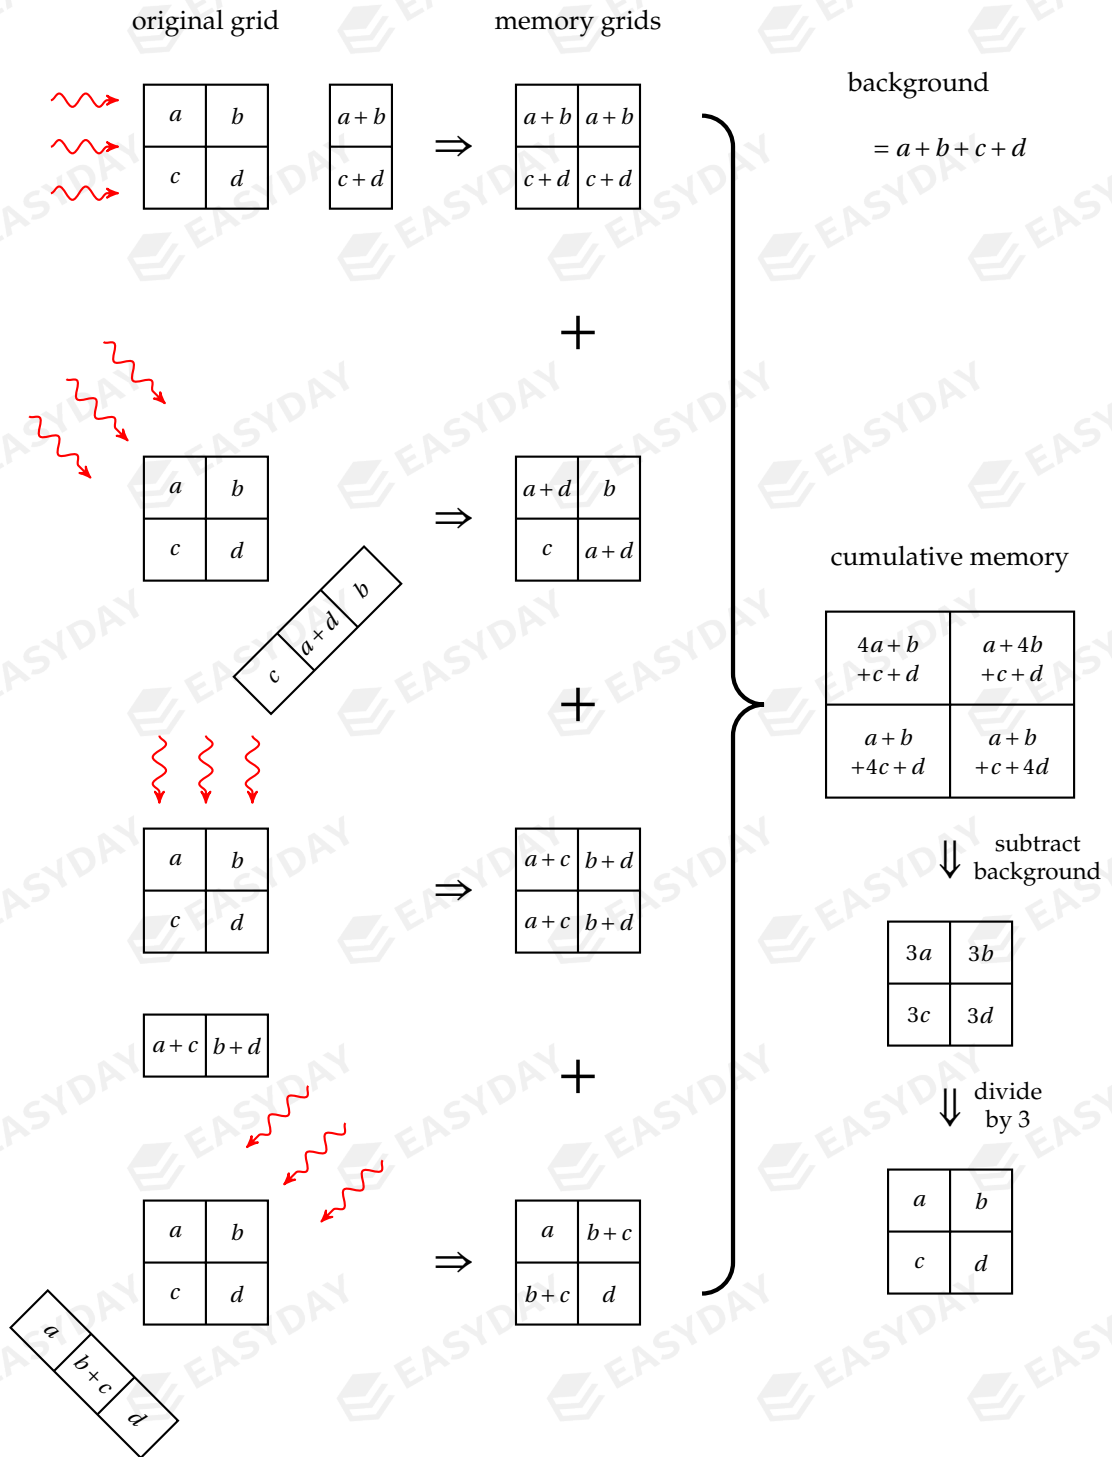 original grid
memory grids
background
= a + b + c + d
a b
c d
a + b
c + d
a + b a + b
c + d c + d
+
a b
c d
c a + d b
a + d b
c a + d
cumulative memory
4a + b
+c + d
a + 4b
+c + d
a + b
+4c + d
a + b
+c + 4d
+
a b
c d
a + c b + d
a + c b + d
a + c b + d
subtract
background
3a 3b
3c 3d
+
divide
by 3
a b
c d
a b
c d
a b + c d
a b + c
b + c d
EASYDAY